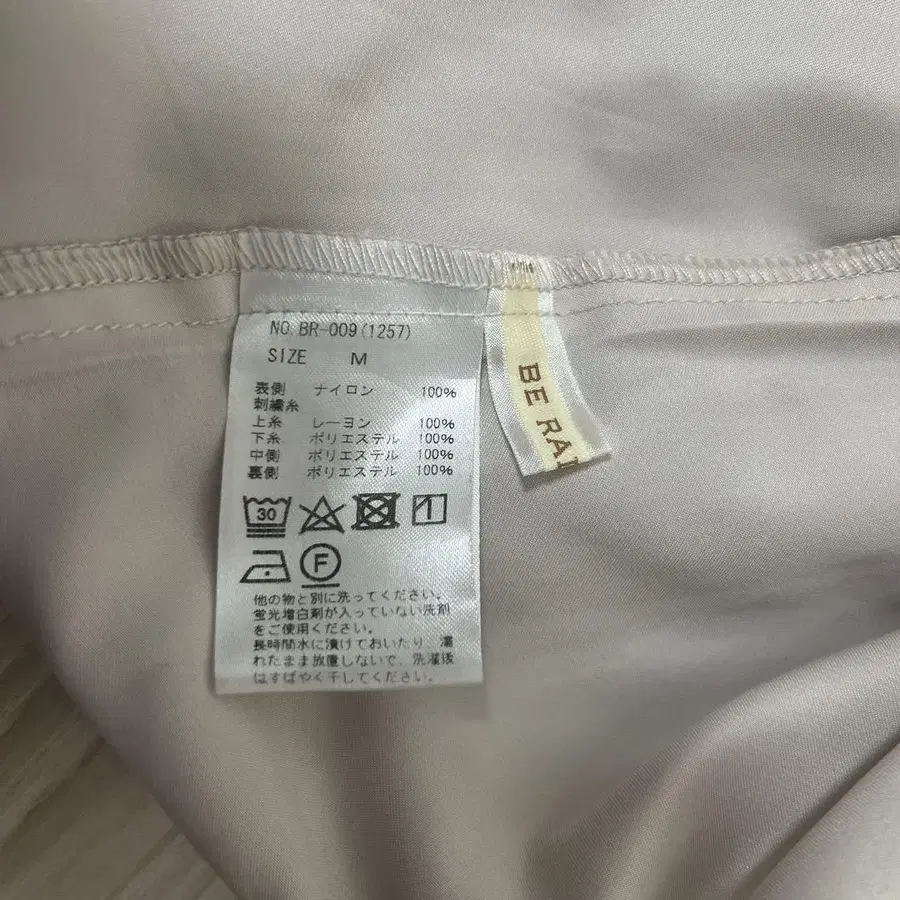 NO. BR-009(1257)
SIZE M
表側 ナイロン 100%
刺繍糸
上糸 レーヨン 100%
下糸 ポリエステル 100%
中側 ポリエステル 100%
裏側 ポリエステル 100%
30
F
他の物と別に洗ってください。
蛍光増白剤が入っていない洗剤
をご使用ください。
長時間水に漬けておいたり、濡
れたまま放置しないで、洗濯後
はすばやく干してください。
BE RA